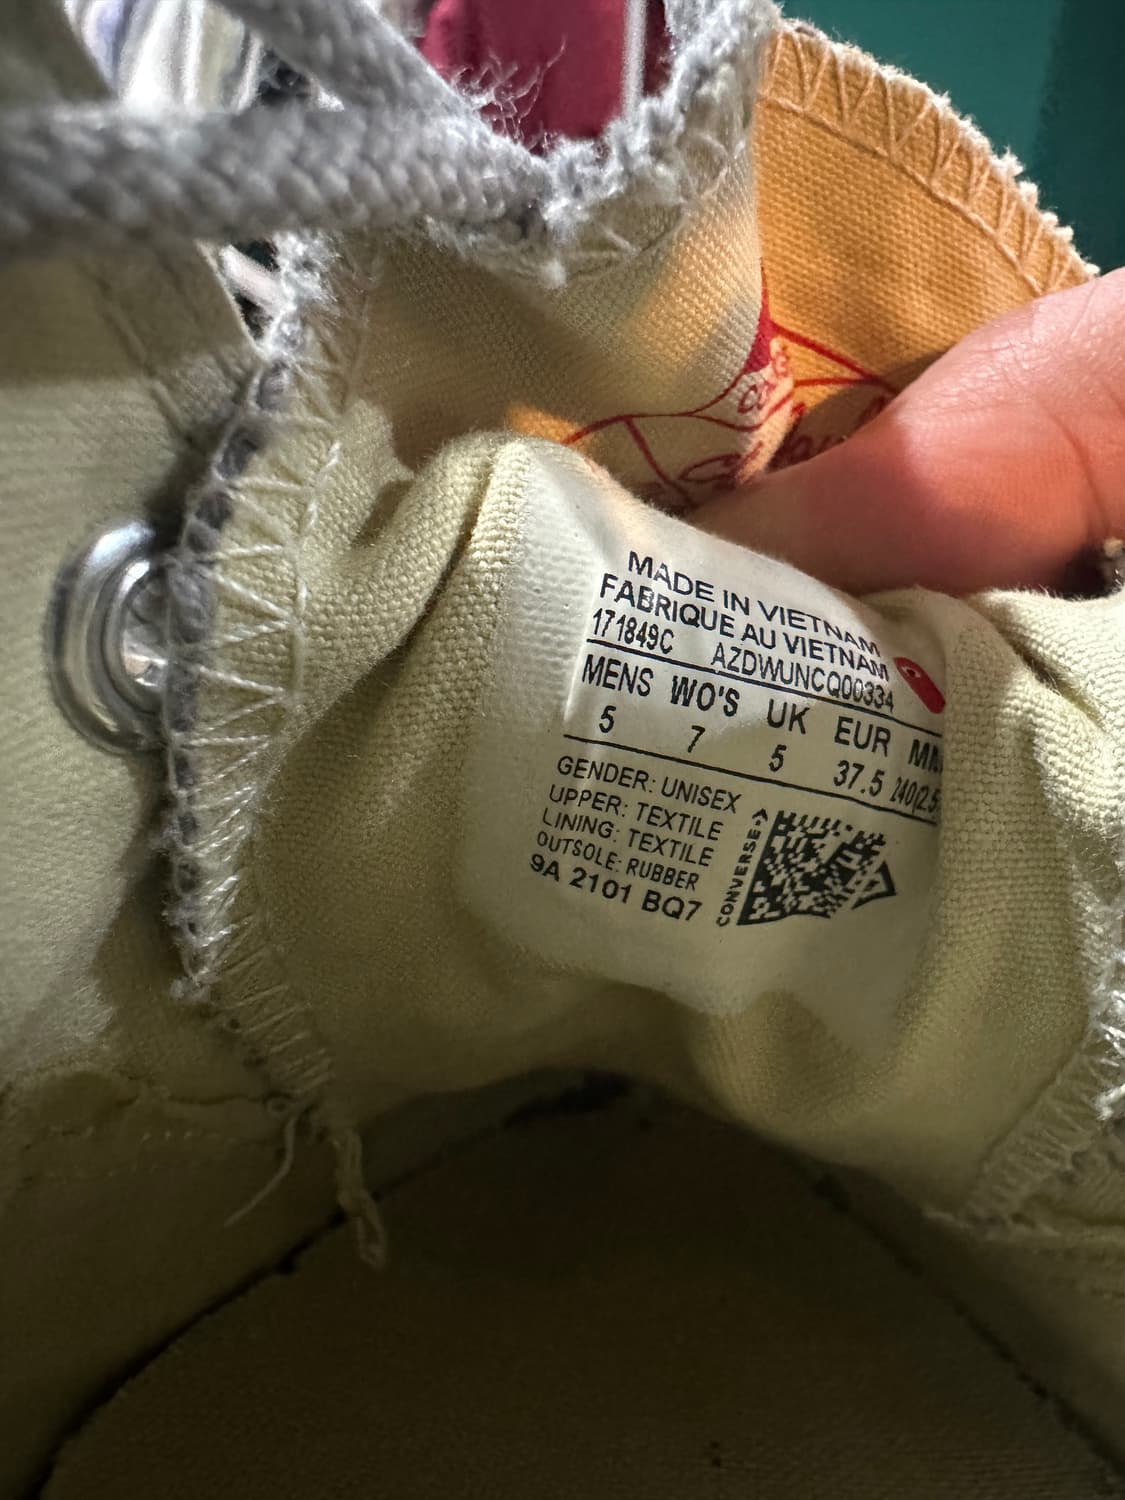 MADE IN VIETNAM
FABRIQUE AU VIETNAM
171849C AZDWUNCQ00334
MENS WO'S UK EUR
5 7 5 37.5
GENDER: UNISEX
UPPER: TEXTILE
LINING: TEXTILE
OUTSOLE: RUBBER
9A 2101 BQ7
CONVERSE